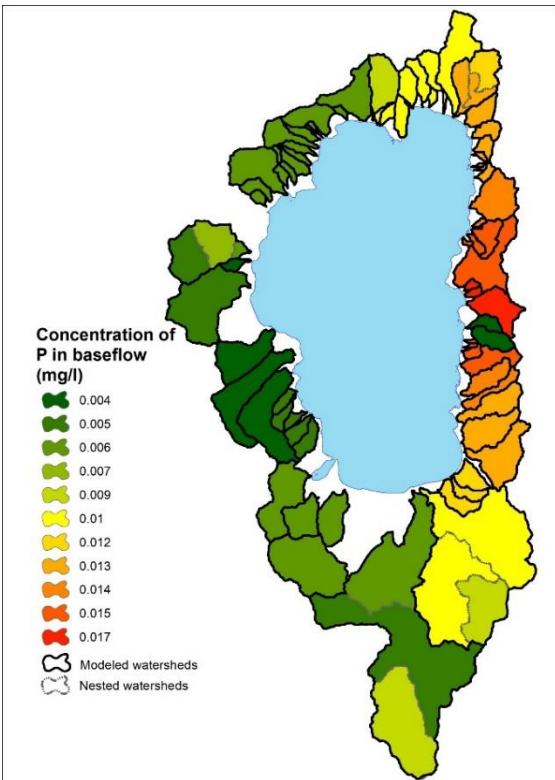 Concentration of
P in baseflow
(mg/l)
0.004
0.005
0.006
0.007
0.009
0.01
0.012
0.013
0.014
0.015
0.017
Modeled watersheds
Nested watersheds